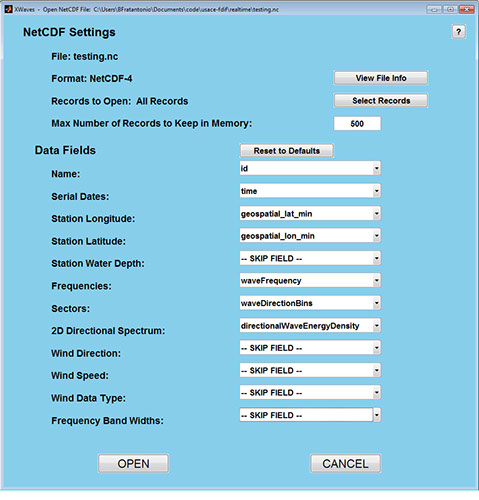 XWaves - Open NetCDF File: C:\Users\BFratantonio\Documents\code\usace-fdif\realtime\testing.nc
NetCDF Settings ?
File: testing.nc
Format: NetCDF-4 View File Info
Records to Open: All Records Select Records
Max Number of Records to Keep in Memory: 500
Data Fields Reset to Defaults
Name: id
Serial Dates: time
Station Longitude: geospatial_lat_min
Station Latitude: geospatial_lon_min
Station Water Depth: -- SKIP FIELD --
Frequencies: waveFrequency
Sectors: waveDirectionBins
2D Directional Spectrum: directionalWaveEnergyDensity
Wind Direction: -- SKIP FIELD --
Wind Speed: -- SKIP FIELD --
Wind Data Type: -- SKIP FIELD --
Frequency Band Widths: -- SKIP FIELD --
OPEN CANCEL